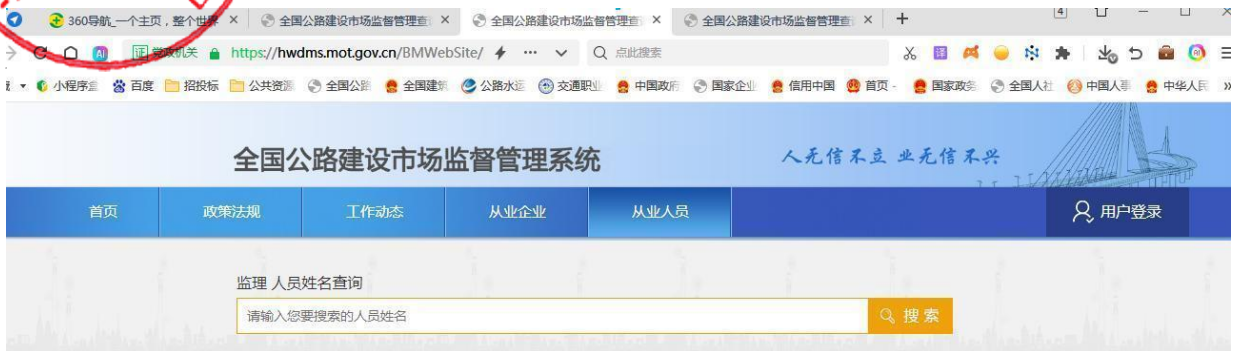 360导航_一个主页，整个世界 × 全国公路建设市场监督管理 × 全国公路建设市场监督管理 × 全国公路建设市场监督管理 × + 4
证 党政机关 https://hwdms.mot.gov.cn/BMWebSite/ 点此搜索
小程序 百度 招投标 公共资源 全国公路 全国建筑 公路水运 交通职业 中国政府 国家企业 信用中国 首页 - 国家政务 全国人社 中国人事 中华人民 »
全国公路建设市场监督管理系统 人无信不立 业无信不兴
首页 政策法规 工作动态 从业企业 从业人员 用户登录
监理 人员姓名查询
请输入您要搜索的人员姓名 搜 索